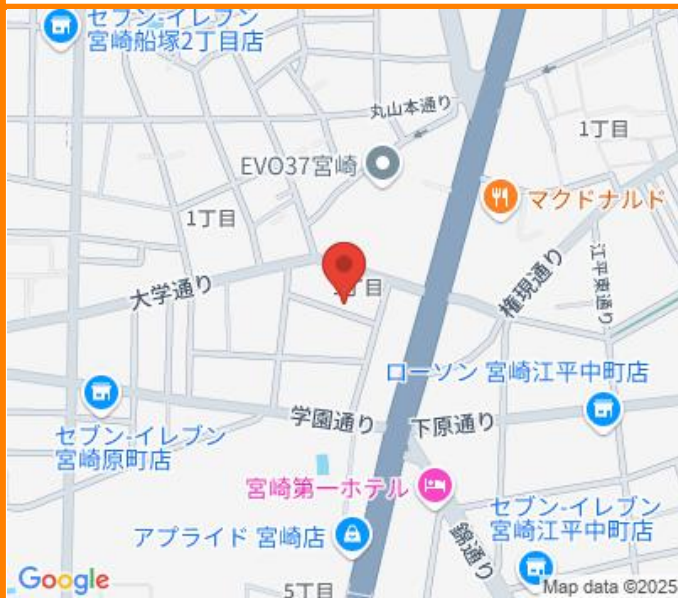 セブン-イレブン
宮崎船塚2丁目店
丸山本通り
1丁目
EVO37宮崎
マクドナルド
1丁目
江平東通り
権現通り
大学通り
丁目
ローソン 宮崎江平中町店
学園通り
下原通り
セブン-イレブン
宮崎原町店
宮崎第一ホテル
セブン-イレブン
宮崎江平中町店
アプライド 宮崎店
錦通り
5丁目
Google
Map data ©2025